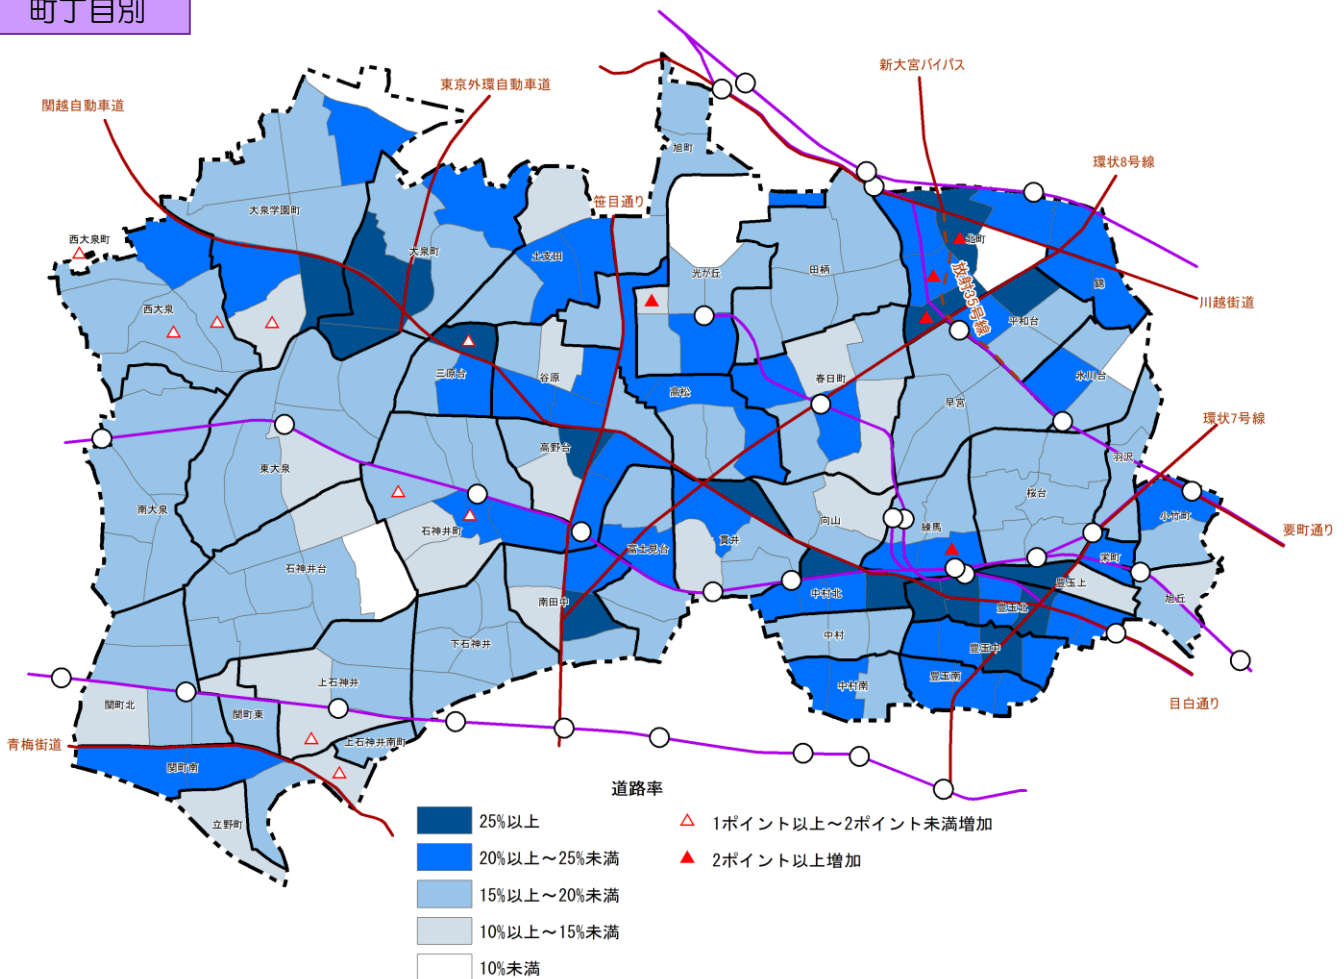 町丁目別
新大宮バイパス
東京外環自動車道
関越自動車道
環状8号線
旭町
笹目通り
大泉学園町
西大泉町
大泉町
土支田
北町
光が丘
田柄
放射35号線
錦
川越街道
西大泉
平和台
三原台
谷原
春日町
氷川台
高松
早宮
環状7号線
高野台
羽沢
東大泉
桜台
南大泉
向山
小竹町
石神井町
練馬
要町通り
貫井
富士見台
栄町
石神井台
豊玉上
中村北
旭丘
南田中
豊玉北
中村
下石神井
豊玉中
豊玉南
上石神井
中村南
目白通り
関町北
関町東
上石神井南町
青梅街道
関町南
立野町
道路率
25%以上
20%以上～25%未満
15%以上～20%未満
10%以上～15%未満
10%未満
1ポイント以上～2ポイント未満増加
2ポイント以上増加